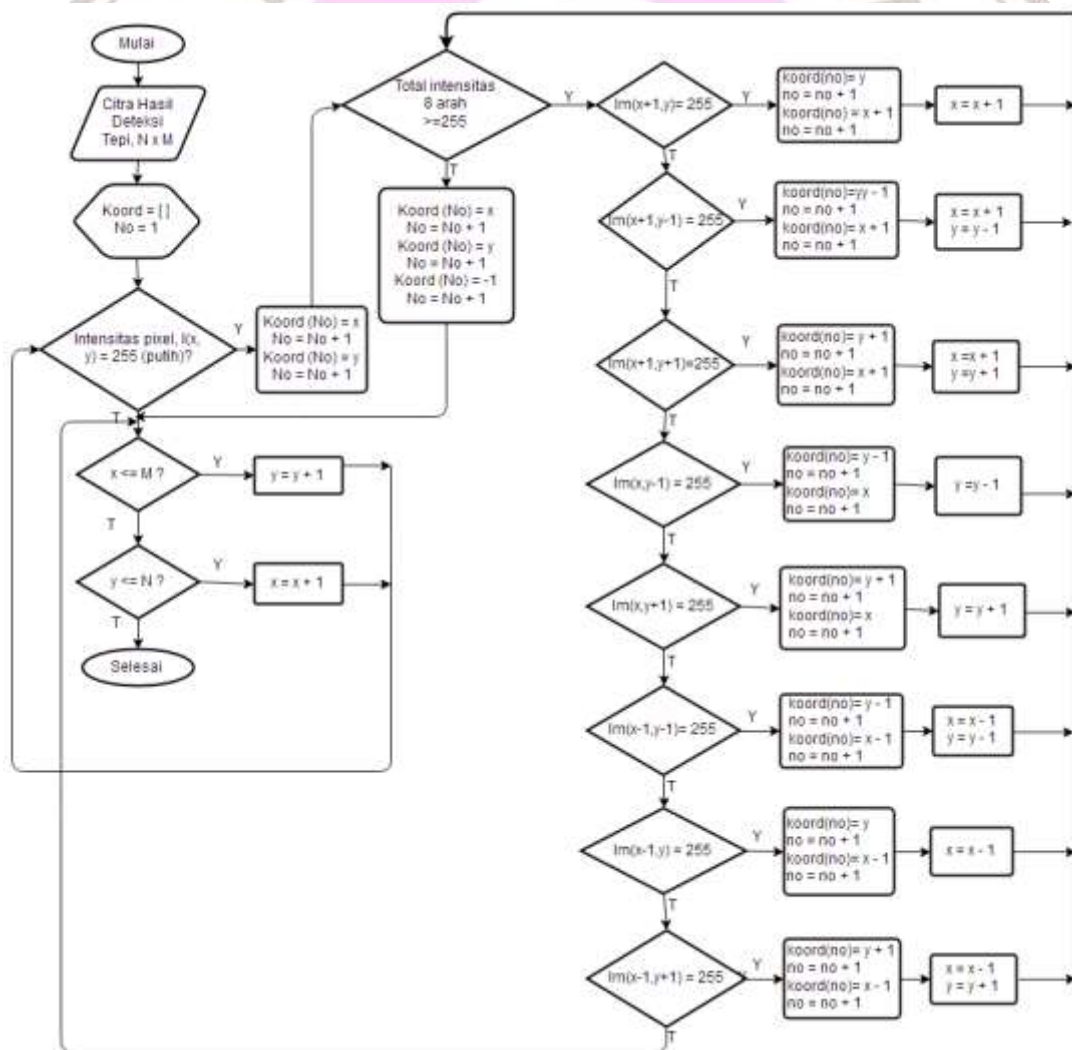 Mulai
Citra Hasil
Deteksi
Tepi, N x M
Koord = [ ]
No = 1
Intensitas pixel, I(x,
y) = 255 (putih)?
Y
T
Koord (No) = x
No = No + 1
Koord (No) = y
No = No + 1
x <= M ?
Y
y = y + 1
T
y <= N ?
Y
x = x + 1
T
Selesai
Total intensitas
8 arah
>=255
Y
T
Koord (No) = x
No = No + 1
Koord (No) = y
No = No + 1
Koord (No) = -1
No = No + 1
Im(x+1,y)= 255
Y
koord(no)= y
no = no + 1
koord(no) = x + 1
no = no + 1
x = x + 1
T
Im(x+1,y-1) = 255
Y
koord(no)=yy - 1
no = no + 1
koord(no)= x + 1
no = no + 1
x = x + 1
y = y - 1
T
Im(x+1,y+1)=255
Y
koord(no)= y + 1
no = no + 1
koord(no)= x + 1
no = no + 1
x =x + 1
y =y + 1
T
Im(x,y-1) = 255
Y
koord(no)= y - 1
no = no + 1
koord(no)= x
no = no + 1
y =y - 1
T
Im(x,y+1) = 255
Y
koord(no)= y + 1
no = no + 1
koord(no)= x
no = no + 1
y = y + 1
T
Im(x-1,y-1)= 255
Y
koord(no)= y - 1
no = no + 1
koord(no)= x - 1
no = no + 1
x = x - 1
y = y - 1
T
Im(x-1,y) = 255
Y
koord(no)= y
no = no + 1
koord(no)= x - 1
no = no + 1
x = x - 1
T
Im(x-1,y+1) = 255
Y
koord(no)= y + 1
no = no + 1
koord(no)= x - 1
no = no + 1
x = x - 1
y = y + 1
T